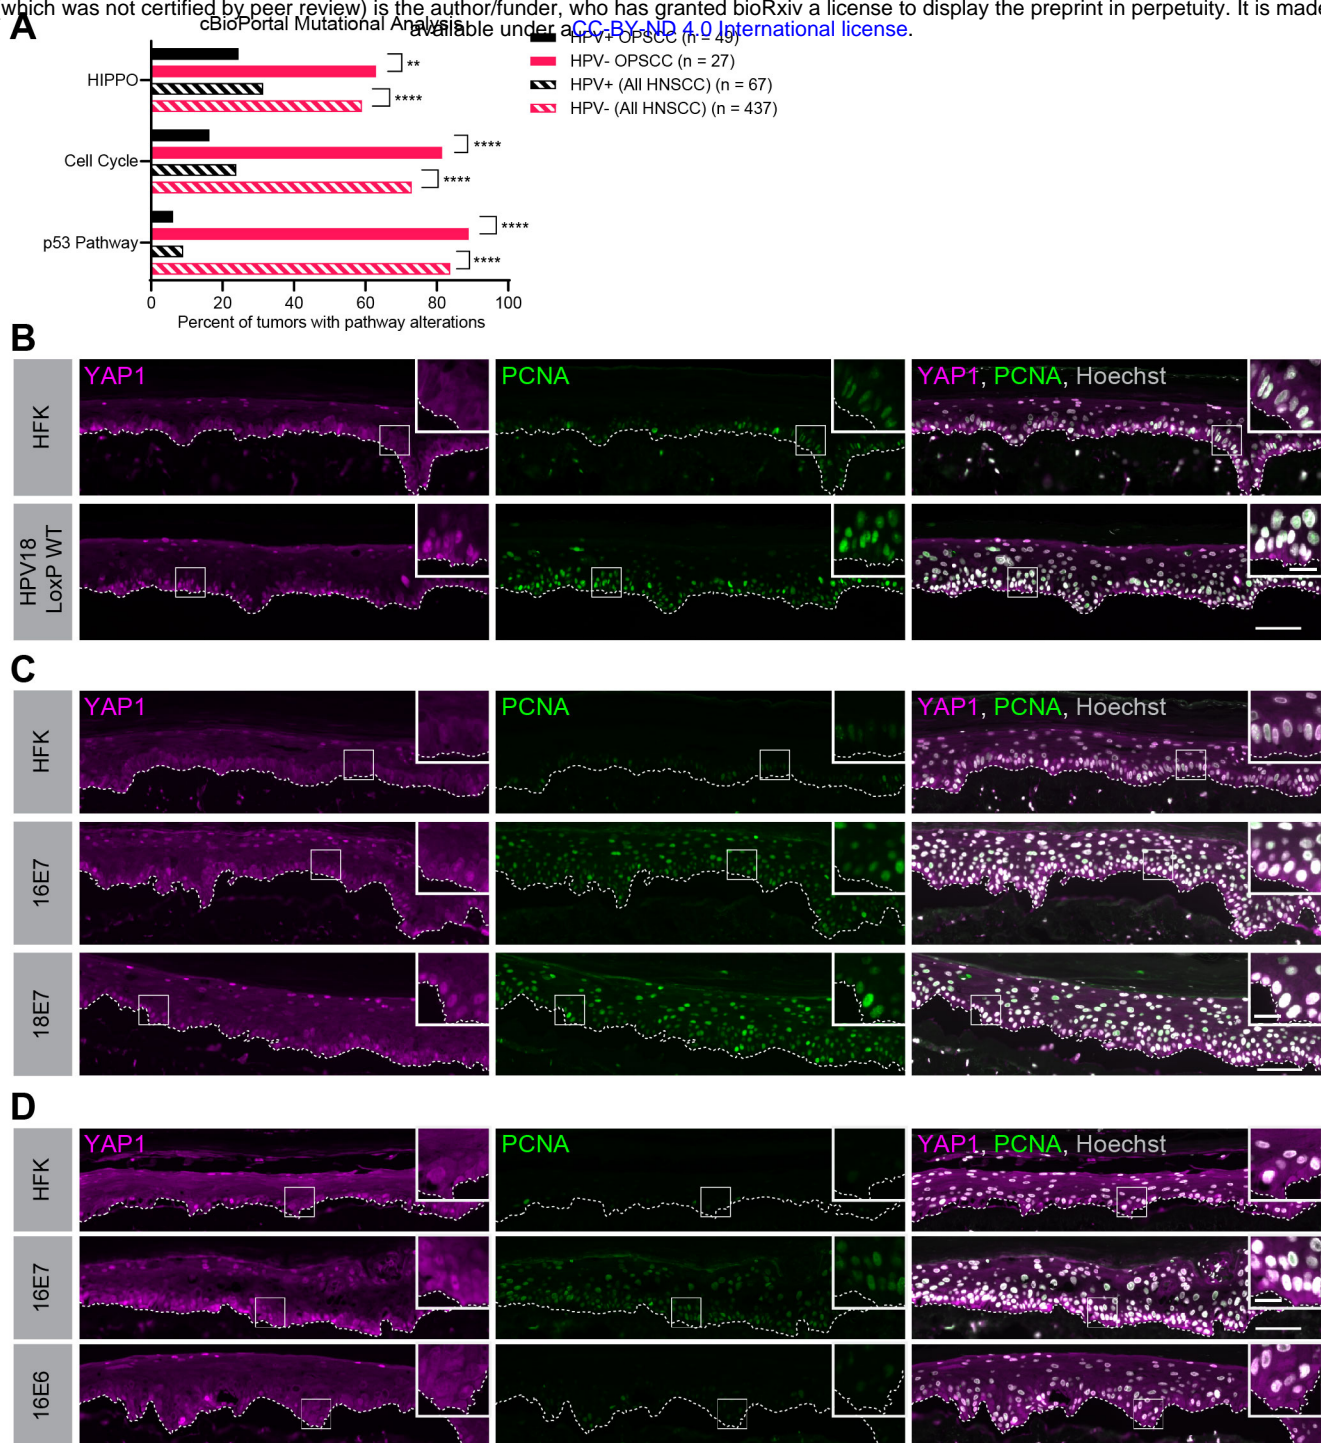 which was not certified by peer review) is the author/funder, who has granted bioRxiv a license to display the preprint in perpetuity. It is made
available under aCC-BY-ND 4.0 International license.
A
cBioPortal Mutational Analysis
HPV+ OPSCC (n = 49)
HPV- OPSCC (n = 27)
HPV+ (All HNSCC) (n = 67)
HPV- (All HNSCC) (n = 437)
HIPPO
**
****
Cell Cycle
****
****
p53 Pathway
****
****
0 20 40 60 80 100
Percent of tumors with pathway alterations
B
HFK
YAP1
PCNA
YAP1, PCNA, Hoechst
HPV18
LoxP WT
C
HFK
YAP1
PCNA
YAP1, PCNA, Hoechst
16E7
18E7
D
HFK
YAP1
PCNA
YAP1, PCNA, Hoechst
16E7
16E6